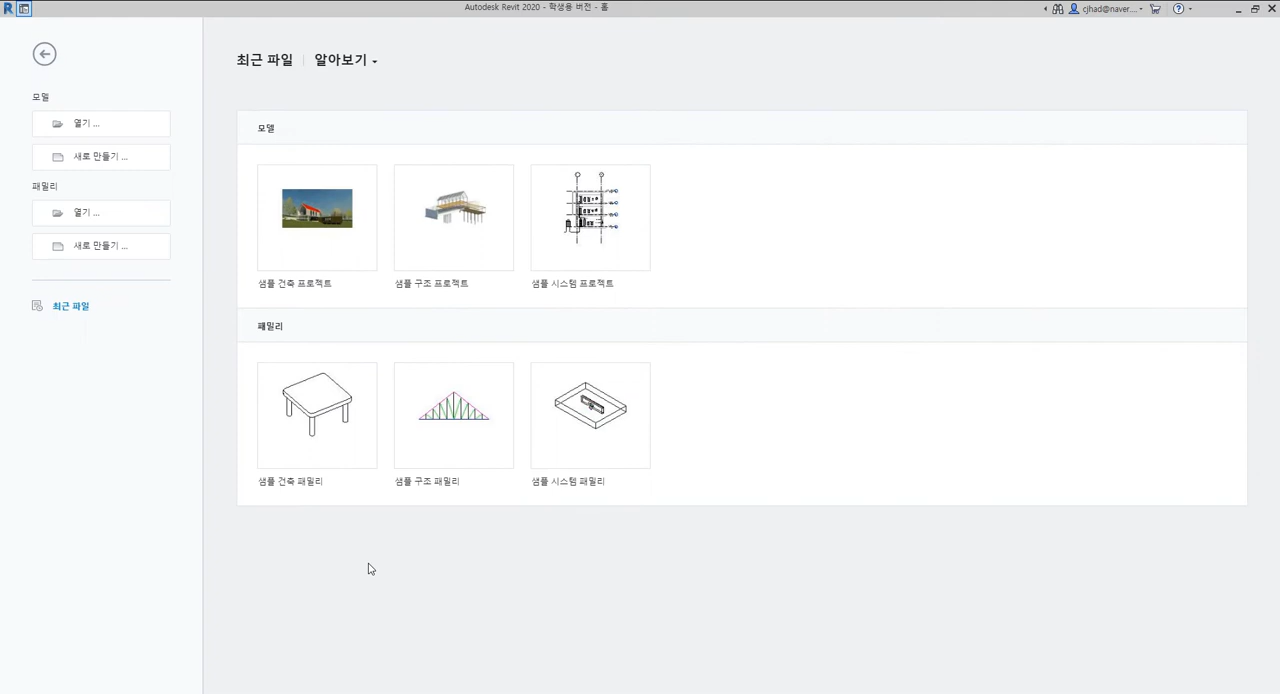 Autodesk Revit 2020 - 학생용 버전 - 홈
cjhad@naver....
최근 파일
알아보기
모델
열기 ...
새로 만들기 ...
패밀리
열기 ...
새로 만들기 ...
최근 파일
모델
샘플 건축 프로젝트
샘플 구조 프로젝트
샘플 시스템 프로젝트
패밀리
샘플 건축 패밀리
샘플 구조 패밀리
샘플 시스템 패밀리